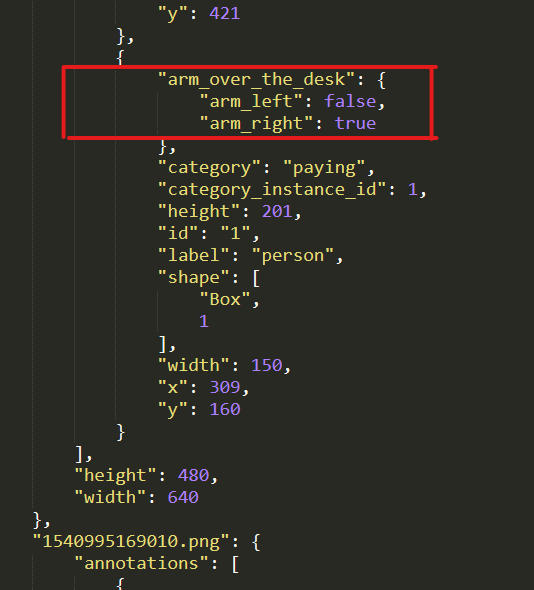 "y": 421
},
{
"arm_over_the_desk": {
"arm_left": false,
"arm_right": true
},
"category": "paying",
"category_instance_id": 1,
"height": 201,
"id": "1",
"label": "person",
"shape": [
"Box",
1
],
"width": 150,
"x": 309,
"y": 160
}
],
"height": 480,
"width": 640
},
"1540995169010.png": {
"annotations": [
{